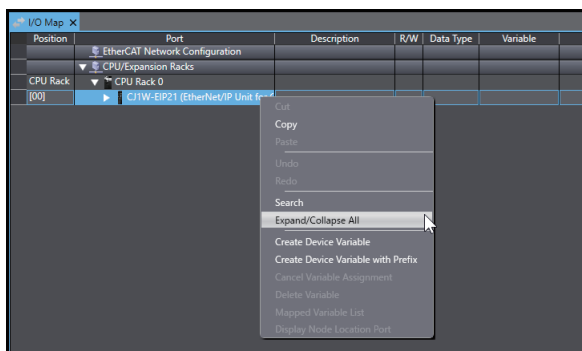 I/O Map
Position Port Description R/W Data Type Variable
EtherCAT Network Configuration
CPU/Expansion Racks
CPU Rack CPU Rack 0
[00] CJ1W-EIP21 (EtherNet/IP Unit for
Cut
Copy
Paste
Undo
Redo
Search
Expand/Collapse All
Create Device Variable
Create Device Variable with Prefix
Cancel Variable Assignment
Delete Variable
Mapped Variable List
Display Node Location Port